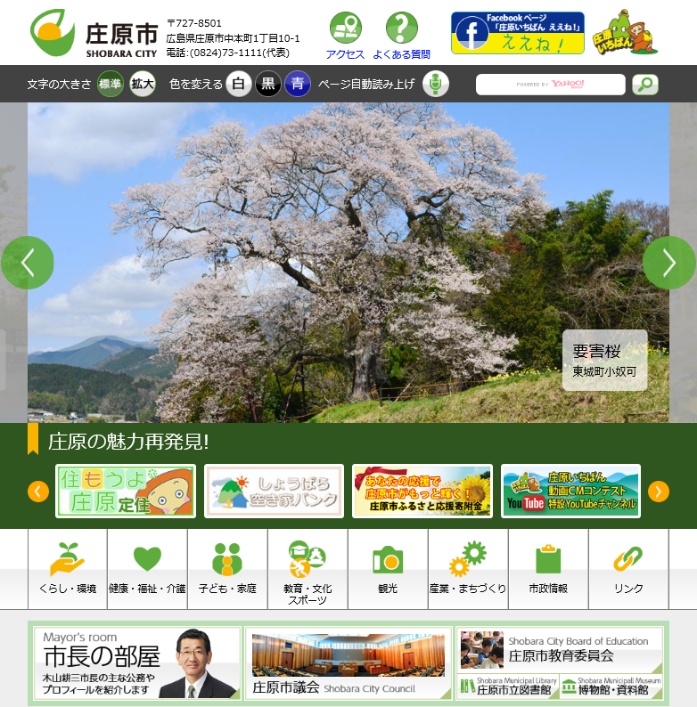 庄原市
SHOBARA CITY
〒727-8501
広島県庄原市中本町1丁目10-1
電話:(0824)73-1111(代表)
アクセス
よくある質問
Facebookページ
「庄原いちばん ええね!」
ええね!
庄原
いちばん
文字の大きさ 標準 拡大 色を変える 白 黒 青 ページ自動読み上げ
POWERED BY YAHOO!
要害桜
東城町小奴可
庄原の魅力再発見!
住もうよ
庄原 定住
しょうばら
空き家バンク
あなたの応援で
庄原市がもっと輝く!
庄原市ふるさと応援寄附金
庄原いちばん
動画CMコンテスト
YouTube 特設YouTubeチャンネル
くらし・環境
健康・福祉・介護
子ども・家庭
教育・文化
スポーツ
観光
産業・まちづくり
市政情報
リンク
Mayor's room
市長の部屋
木山耕三市長の主な公務や
プロフィールを紹介します
庄原市議会 Shobara City Council
Shobara City Board of Education
庄原市教育委員会
Shobara Municipal Library
庄原市立図書館
Shobara Municipal Museum
博物館・資料館